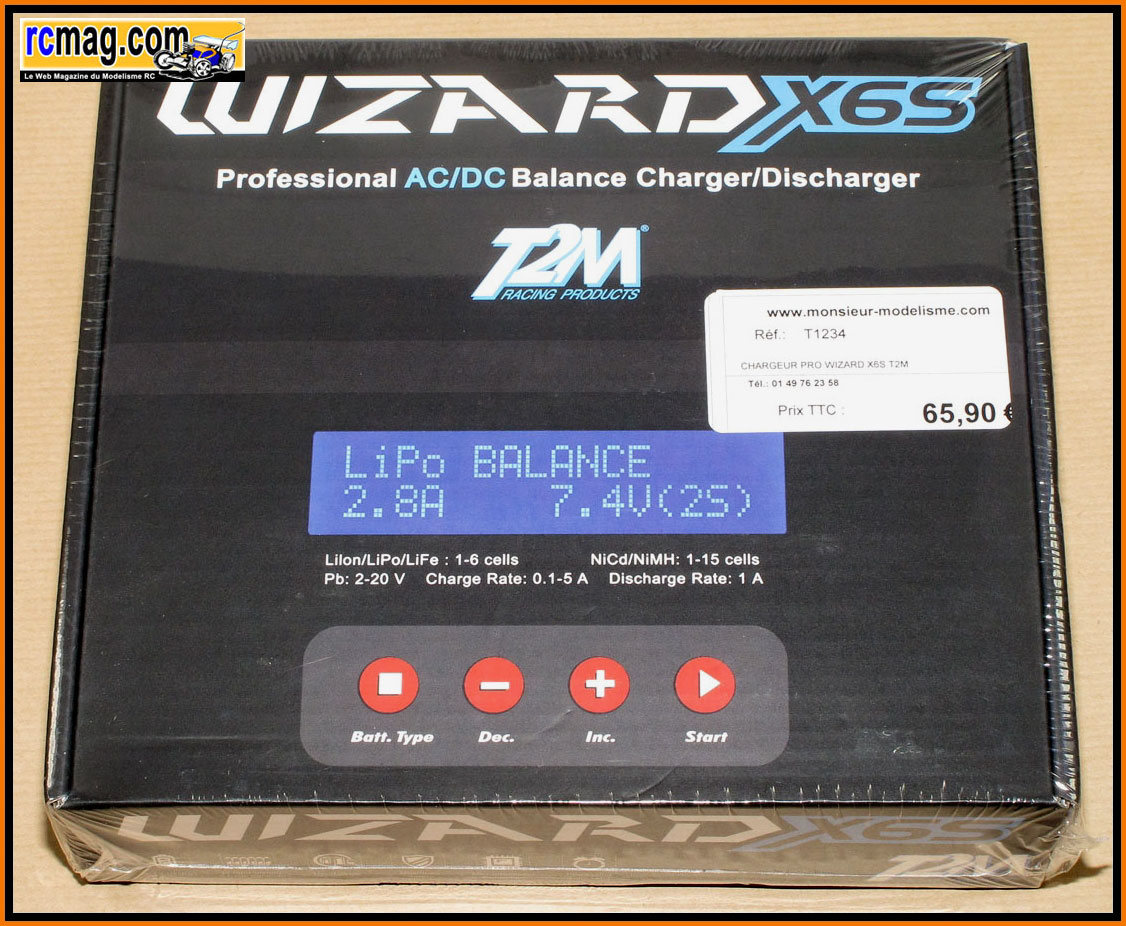 rcmag.com
Le Web Magazine du Modelisme RC
WIZARD X6S
Professional AC/DC Balance Charger/Discharger
T2M®
RACING PRODUCTS
www.monsieur-modelisme.com
Réf.: T1234
CHARGEUR PRO WIZARD X6S T2M
Tél.: 01 49 76 23 58
Prix TTC : 65,90 €
LiPo BALANCE
2.8A 7.4V(2S)
LiIon/LiPo/LiFe : 1-6 cells NiCd/NiMH: 1-15 cells
Pb: 2-20 V Charge Rate: 0.1-5 A Discharge Rate: 1 A
Batt. Type Dec. Inc. Start
WIZARD X6S
T2M